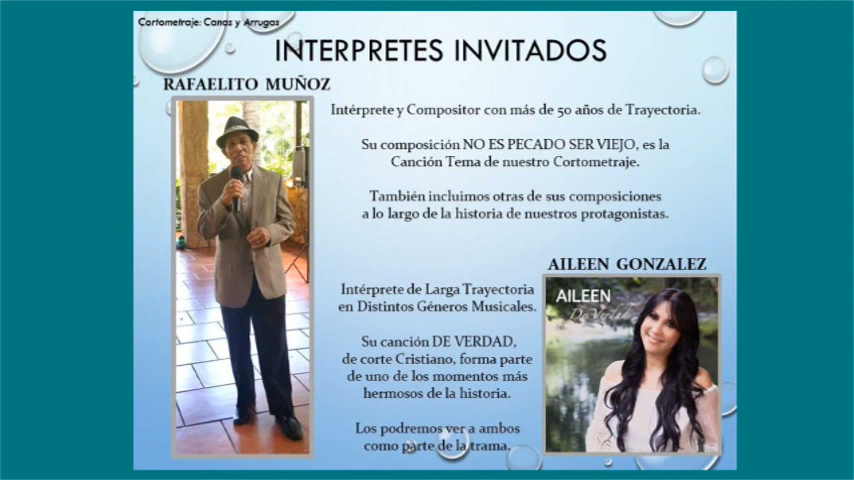 Cortometraje: Canas y Arrugas
INTERPRETES INVITADOS
RAFAELITO MUÑOZ
Intérprete y Compositor con más de 50 años de Trayectoria.
Su composición NO ES PECADO SER VIEJO, es la
Canción Tema de nuestro Cortometraje.
También incluimos otras de sus composiciones
a lo largo de la historia de nuestros protagonistas.
AILEEN GONZALEZ
Intérprete de Larga Trayectoria
en Distintos Géneros Musicales.
Su canción DE VERDAD,
de corte Cristiano, forma parte
de uno de los momentos más
hermosos de la historia.
Los podremos ver a ambos
como parte de la trama.
AILEEN
De Verdad